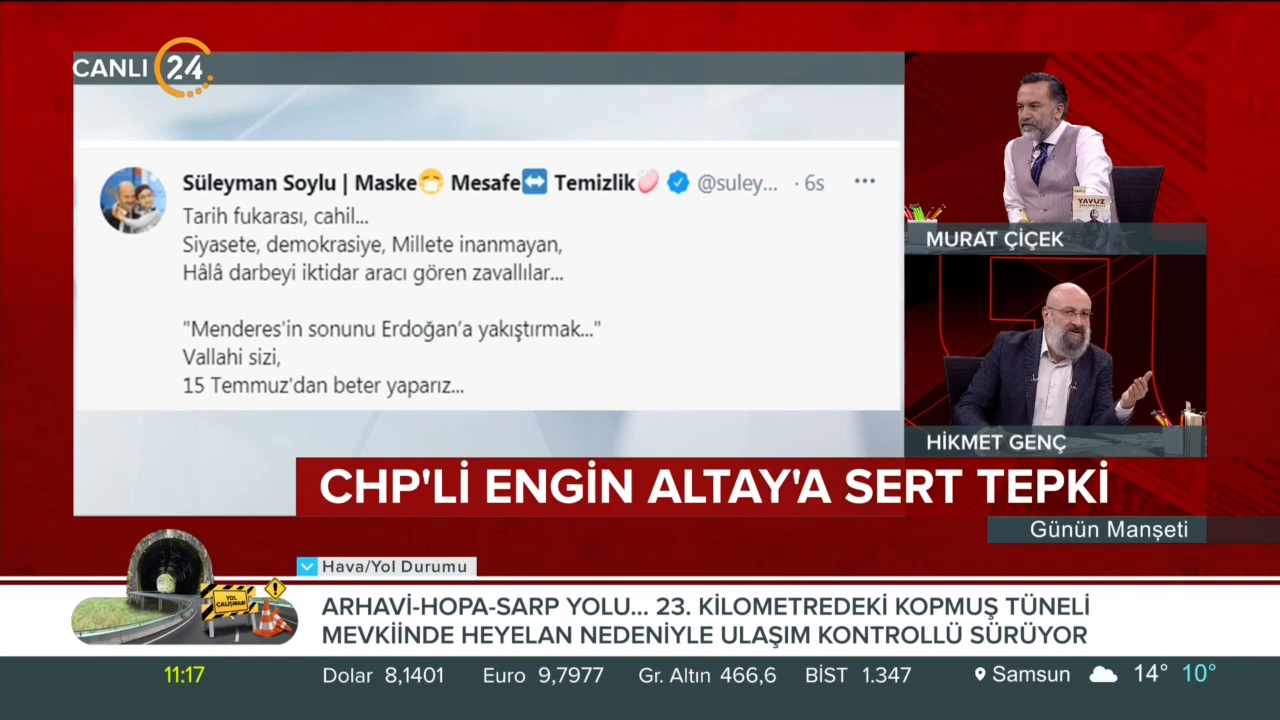 CANLI 24
Süleyman Soylu | Maske😷 Mesafe↔️ Temizlik🧼 @suley... · 6s ···
Tarih fukarası, cahil...
Siyasete, demokrasiye, Millete inanmayan,
Hâlâ darbeyi iktidar aracı gören zavallılar...
"Menderes'in sonunu Erdoğan'a yakıştırmak..."
Vallahi sizi,
15 Temmuz'dan beter yaparız...
YAVUZ
MURAT ÇİÇEK
HİKMET GENÇ
CHP'Lİ ENGİN ALTAY'A SERT TEPKİ
Günün Manşeti
Hava/Yol Durumu
YOL
ÇALIŞMASI
ARHAVİ-HOPA-SARP YOLU... 23. KİLOMETREDEKİ KOPMUŞ TÜNELİ
MEVKİİNDE HEYELAN NEDENİYLE ULAŞIM KONTROLLÜ SÜRÜYOR
11:17 Dolar 8,1401 Euro 9,7977 Gr. Altın 466,6 BİST 1.347 Samsun 14° 10°